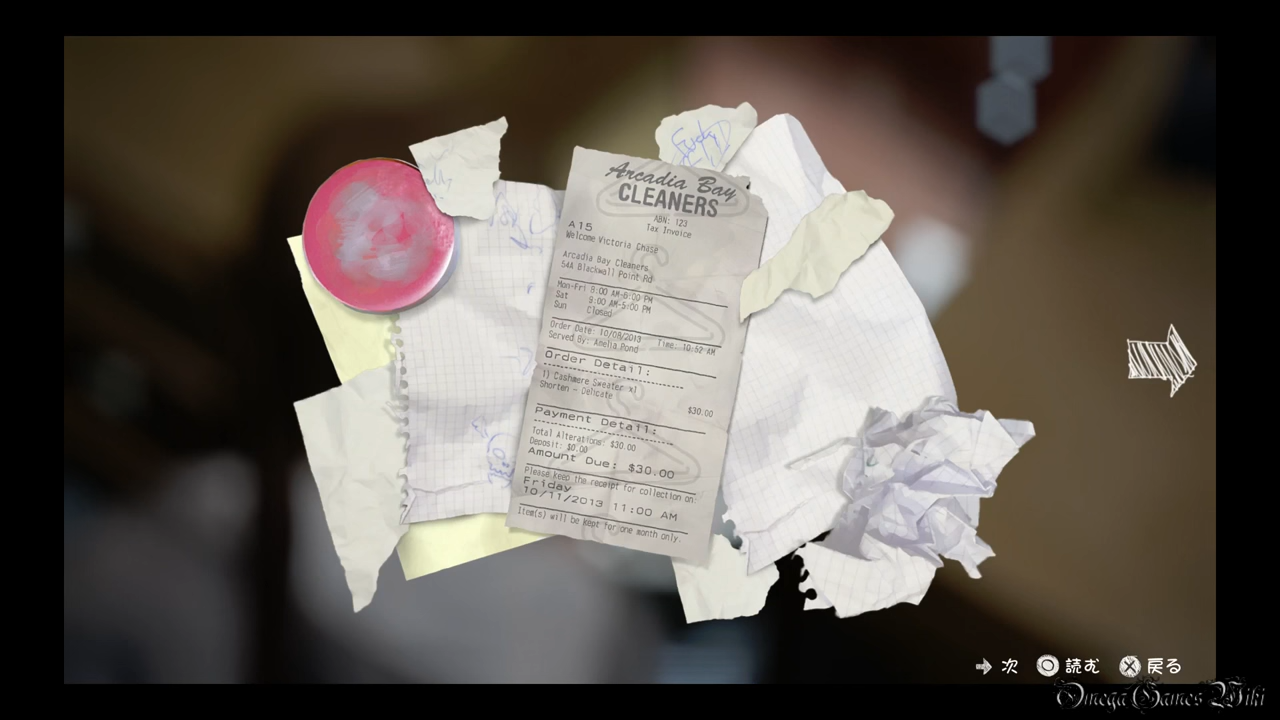 Arcadia Bay
CLEANERS
ABN: 123
Tax Invoice
A15
Welcome Victoria Chase
Arcadia Bay Cleaners
54A Blackwall Point Rd
Mon-Fri 8:00 AM-6:00 PM
Sat 9:00 AM-5:00 PM
Sun Closed
Order Date: 10/08/2013 Time: 10:52 AM
Served By: Amelia Pond
Order Detail:
1) Cashmere Sweater x1
Shorten - Delicate
$30.00
Payment Detail:
Total Alterations: $30.00
Deposit: $0.00
Amount Due: $30.00
Please keep the receipt for collection on:
Friday
10/11/2013 11:00 AM
Item(s) will be kept for one month only.
次 読む 戻る
Omega Games Wiki